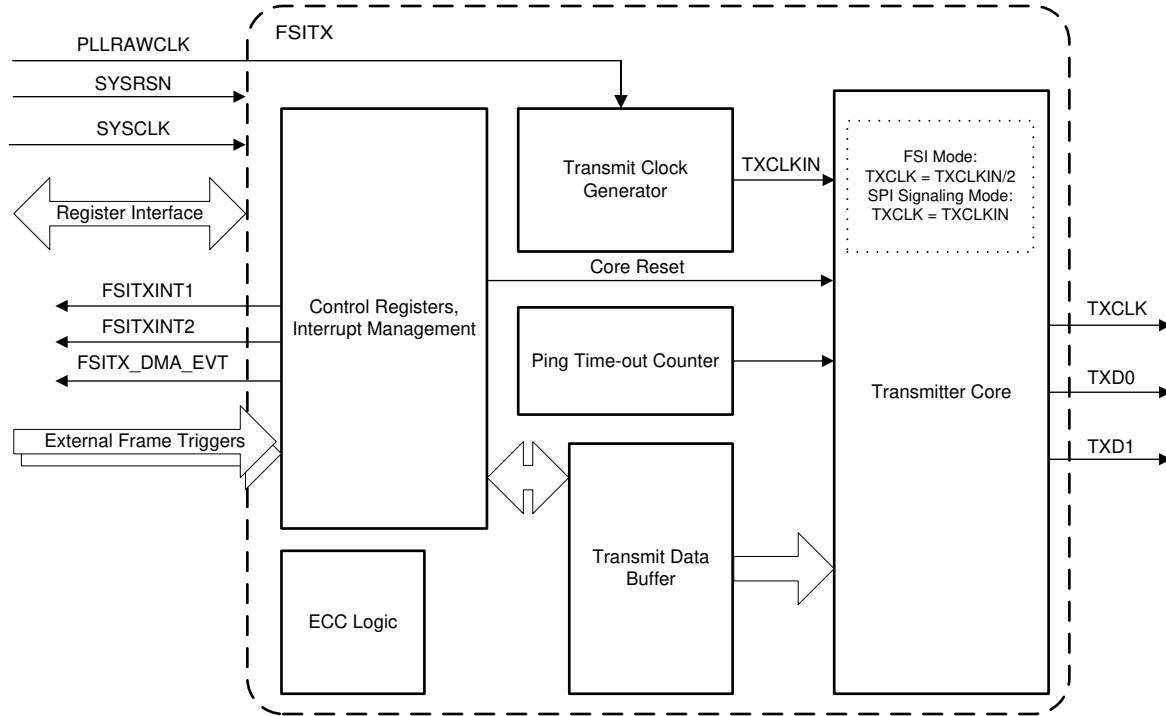 FSITX
PLLRAWCLK
SYSRSN
SYSCLK
Register Interface
FSITXINT1
FSITXINT2
FSITX_DMA_EVT
External Frame Triggers
Control Registers,
Interrupt Management
ECC Logic
Transmit Clock
Generator
TXCLKIN
Core Reset
Ping Time-out Counter
Transmit Data
Buffer
FSI Mode:
TXCLK = TXCLKIN/2
SPI Signaling Mode:
TXCLK = TXCLKIN
Transmitter Core
TXCLK
TXD0
TXD1